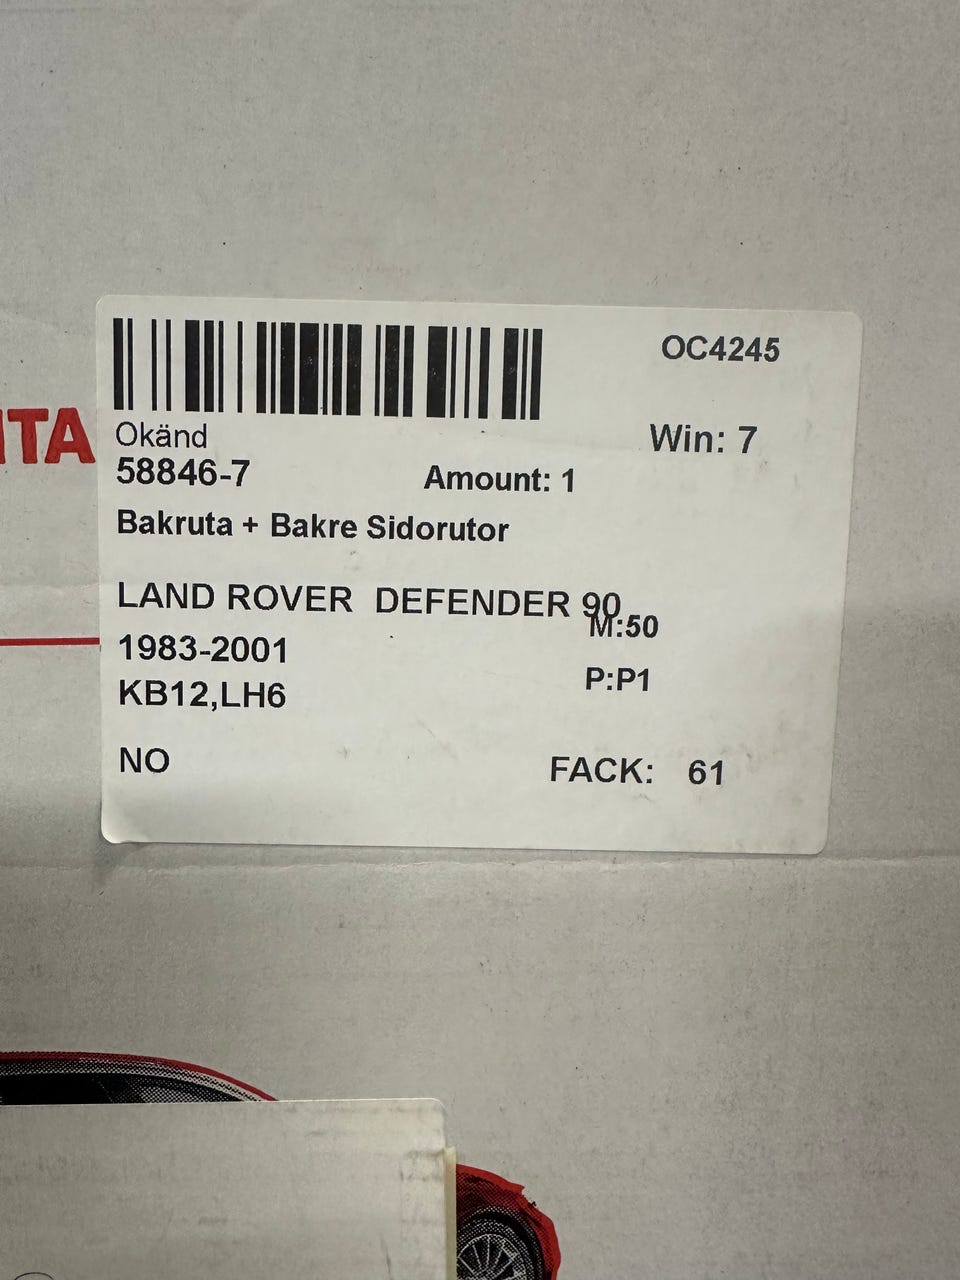 OC4245
Okänd
Win: 7
58846-7 Amount: 1
Bakruta + Bakre Sidorutor
LAND ROVER DEFENDER 90
M:50
1983-2001
P:P1
KB12,LH6
NO
FACK: 61